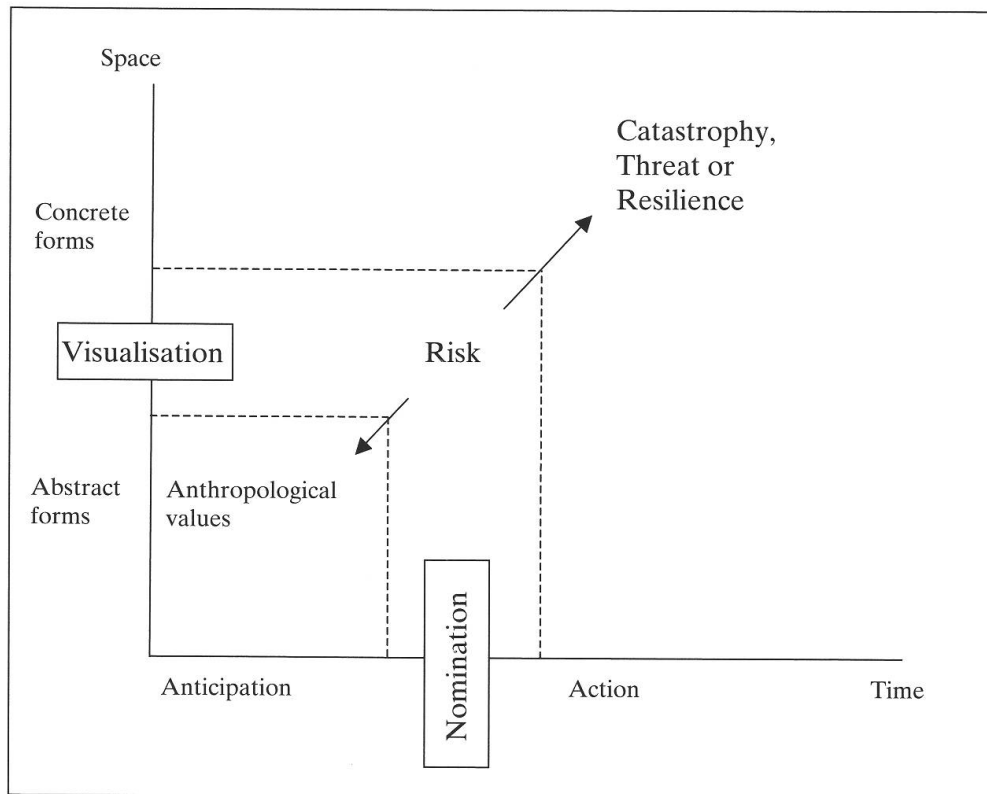 Space
Catastrophy,
Threat or
Resilience
Concrete
forms
Visualisation
Risk
Abstract
forms
Anthropological
values
Nomination
Anticipation
Action
Time